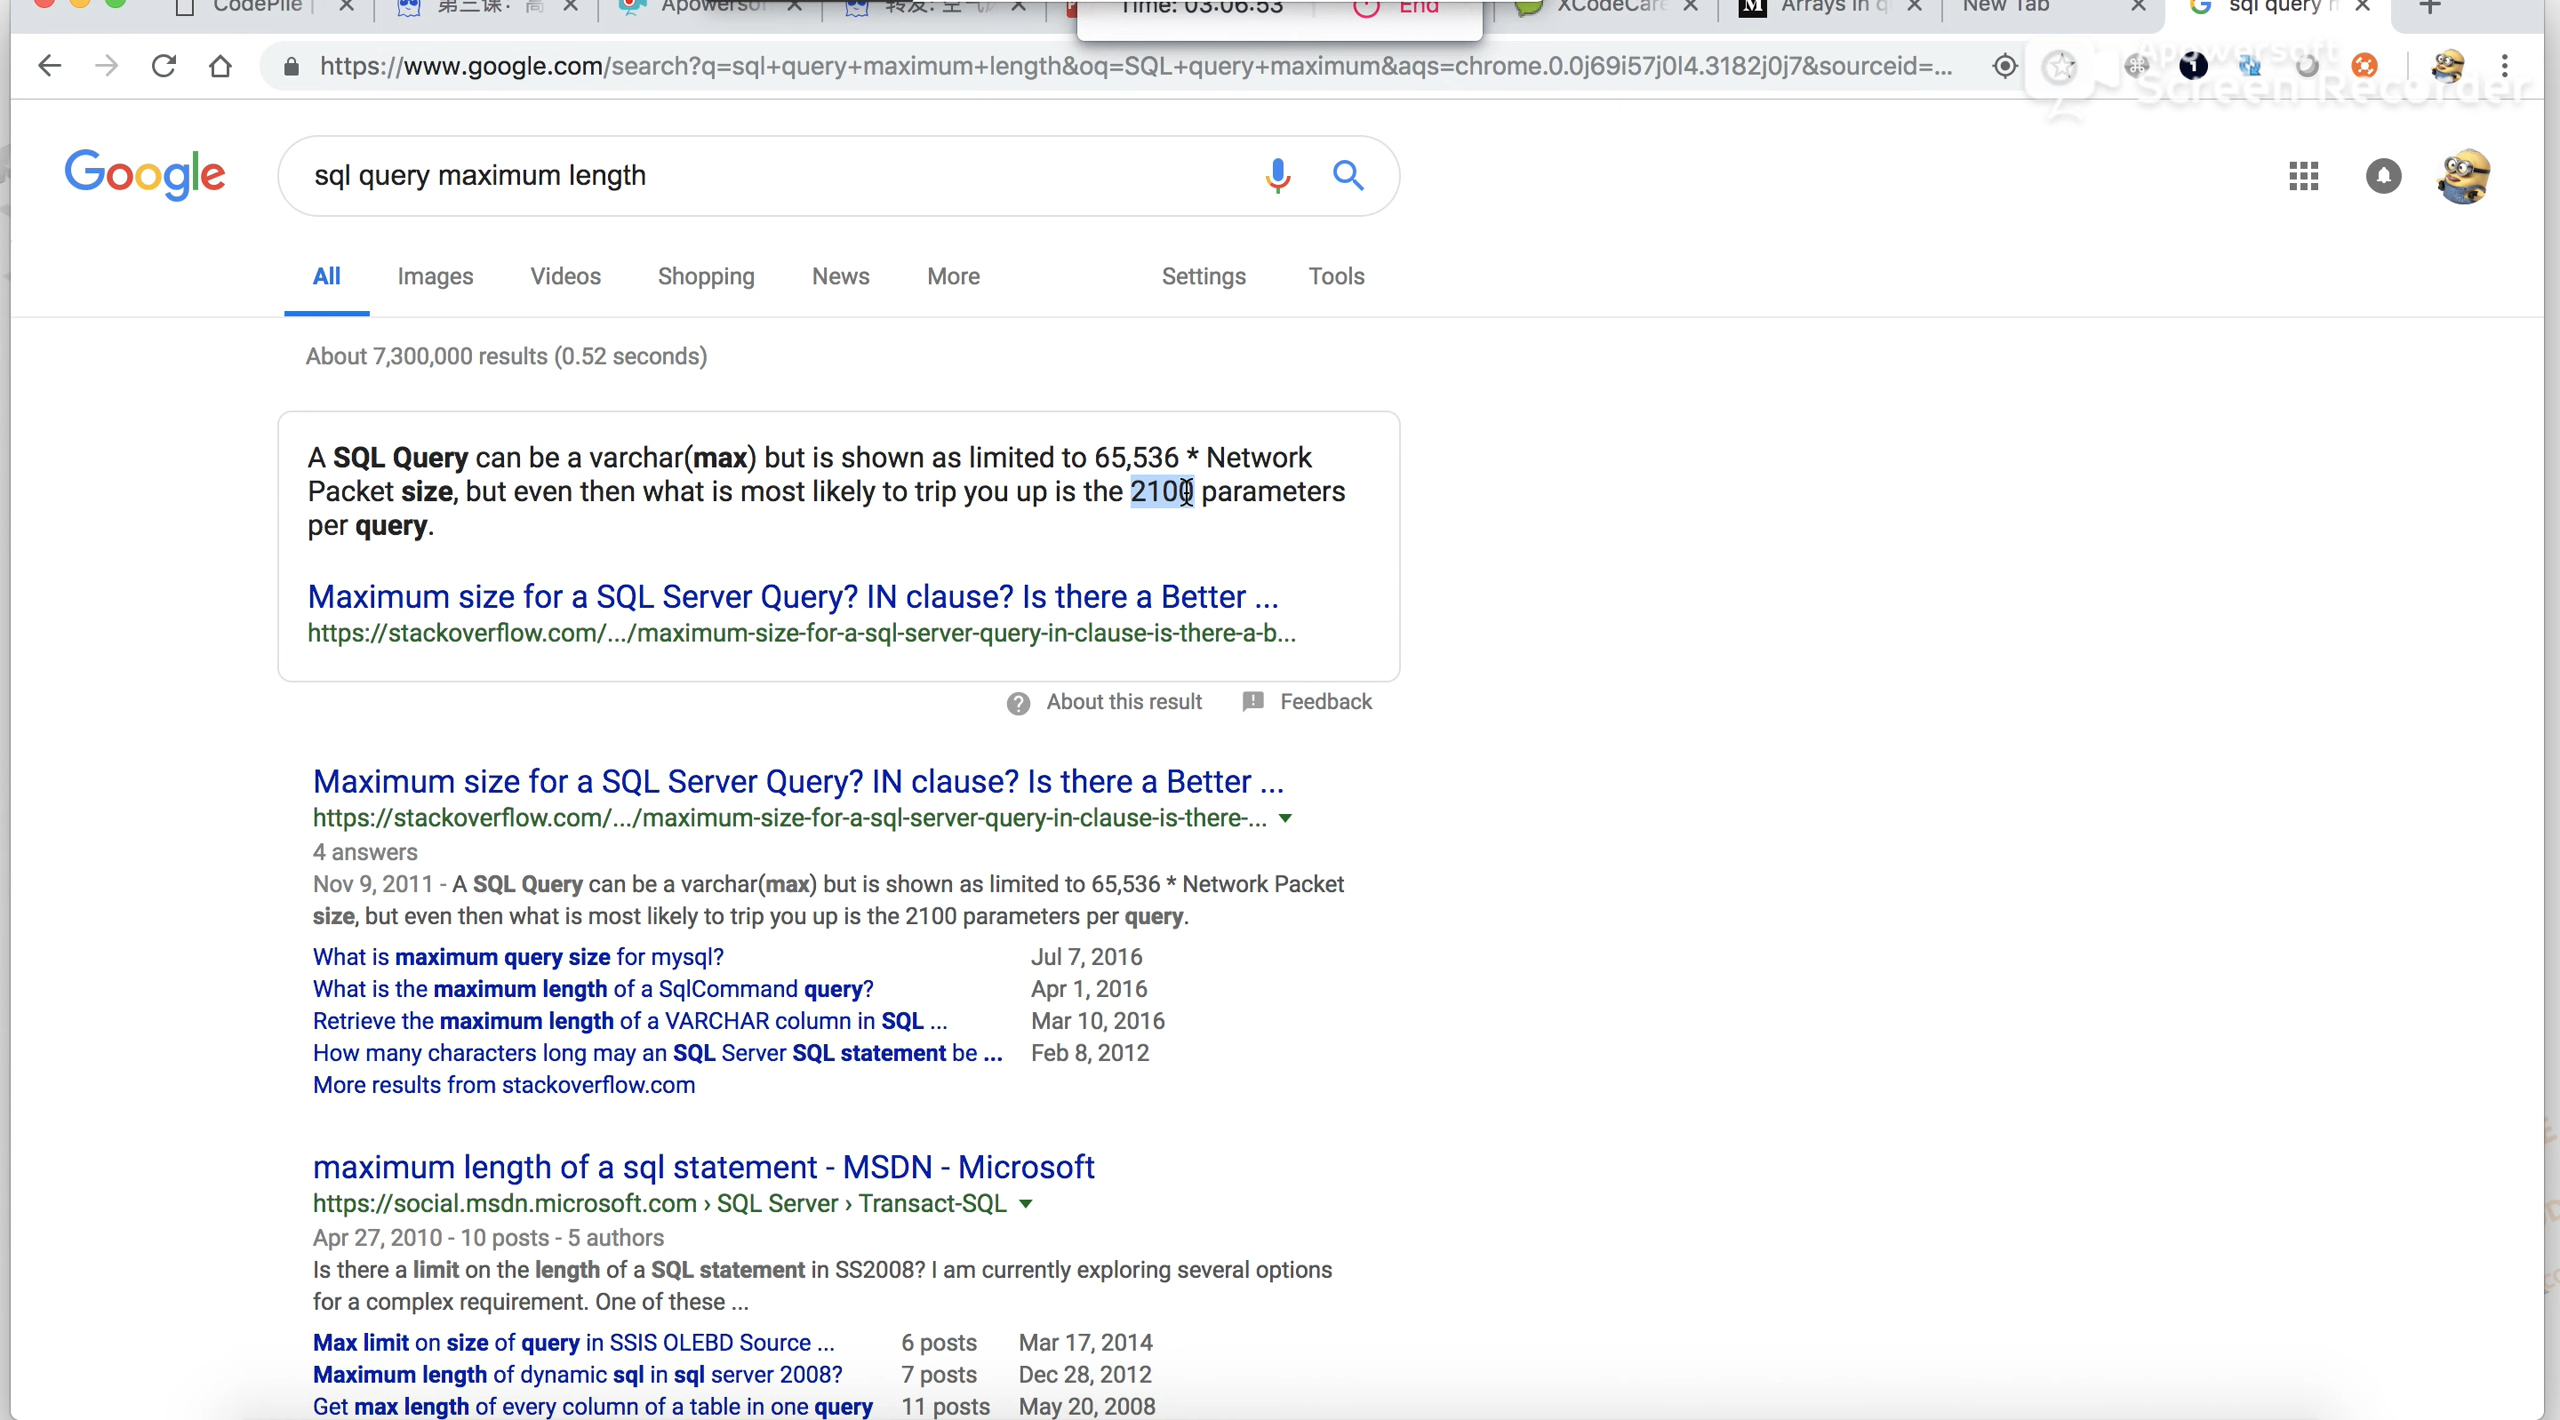 CodePile
第三课：高
Time: 03:06:53
End
XCodeCare
Arrays in q
New Tab
sql query
https://www.google.com/search?q=sql+query+maximum+length&oq=SQL+query+maximum&aqs=chrome.0.0j69i57j0l4.3182j0j7&sourceid=...
Apowersoft
Screen Recorder
Google
sql query maximum length
All
Images
Videos
Shopping
News
More
Settings
Tools
About 7,300,000 results (0.52 seconds)
A SQL Query can be a varchar(max) but is shown as limited to 65,536 * Network
Packet size, but even then what is most likely to trip you up is the 2100 parameters
per query.
Maximum size for a SQL Server Query? IN clause? Is there a Better ...
https://stackoverflow.com/.../maximum-size-for-a-sql-server-query-in-clause-is-there-a-b...
About this result
Feedback
Maximum size for a SQL Server Query? IN clause? Is there a Better ...
https://stackoverflow.com/.../maximum-size-for-a-sql-server-query-in-clause-is-there-...
4 answers
Nov 9, 2011 - A SQL Query can be a varchar(max) but is shown as limited to 65,536 * Network Packet
size, but even then what is most likely to trip you up is the 2100 parameters per query.
What is maximum query size for mysql? Jul 7, 2016
What is the maximum length of a SqlCommand query? Apr 1, 2016
Retrieve the maximum length of a VARCHAR column in SQL ... Mar 10, 2016
How many characters long may an SQL Server SQL statement be ... Feb 8, 2012
More results from stackoverflow.com
maximum length of a sql statement - MSDN - Microsoft
https://social.msdn.microsoft.com › SQL Server › Transact-SQL
Apr 27, 2010 - 10 posts - 5 authors
Is there a limit on the length of a SQL statement in SS2008? I am currently exploring several options
for a complex requirement. One of these ...
Max limit on size of query in SSIS OLEBD Source ... 6 posts Mar 17, 2014
Maximum length of dynamic sql in sql server 2008? 7 posts Dec 28, 2012
Get max length of every column of a table in one query 11 posts May 20, 2008